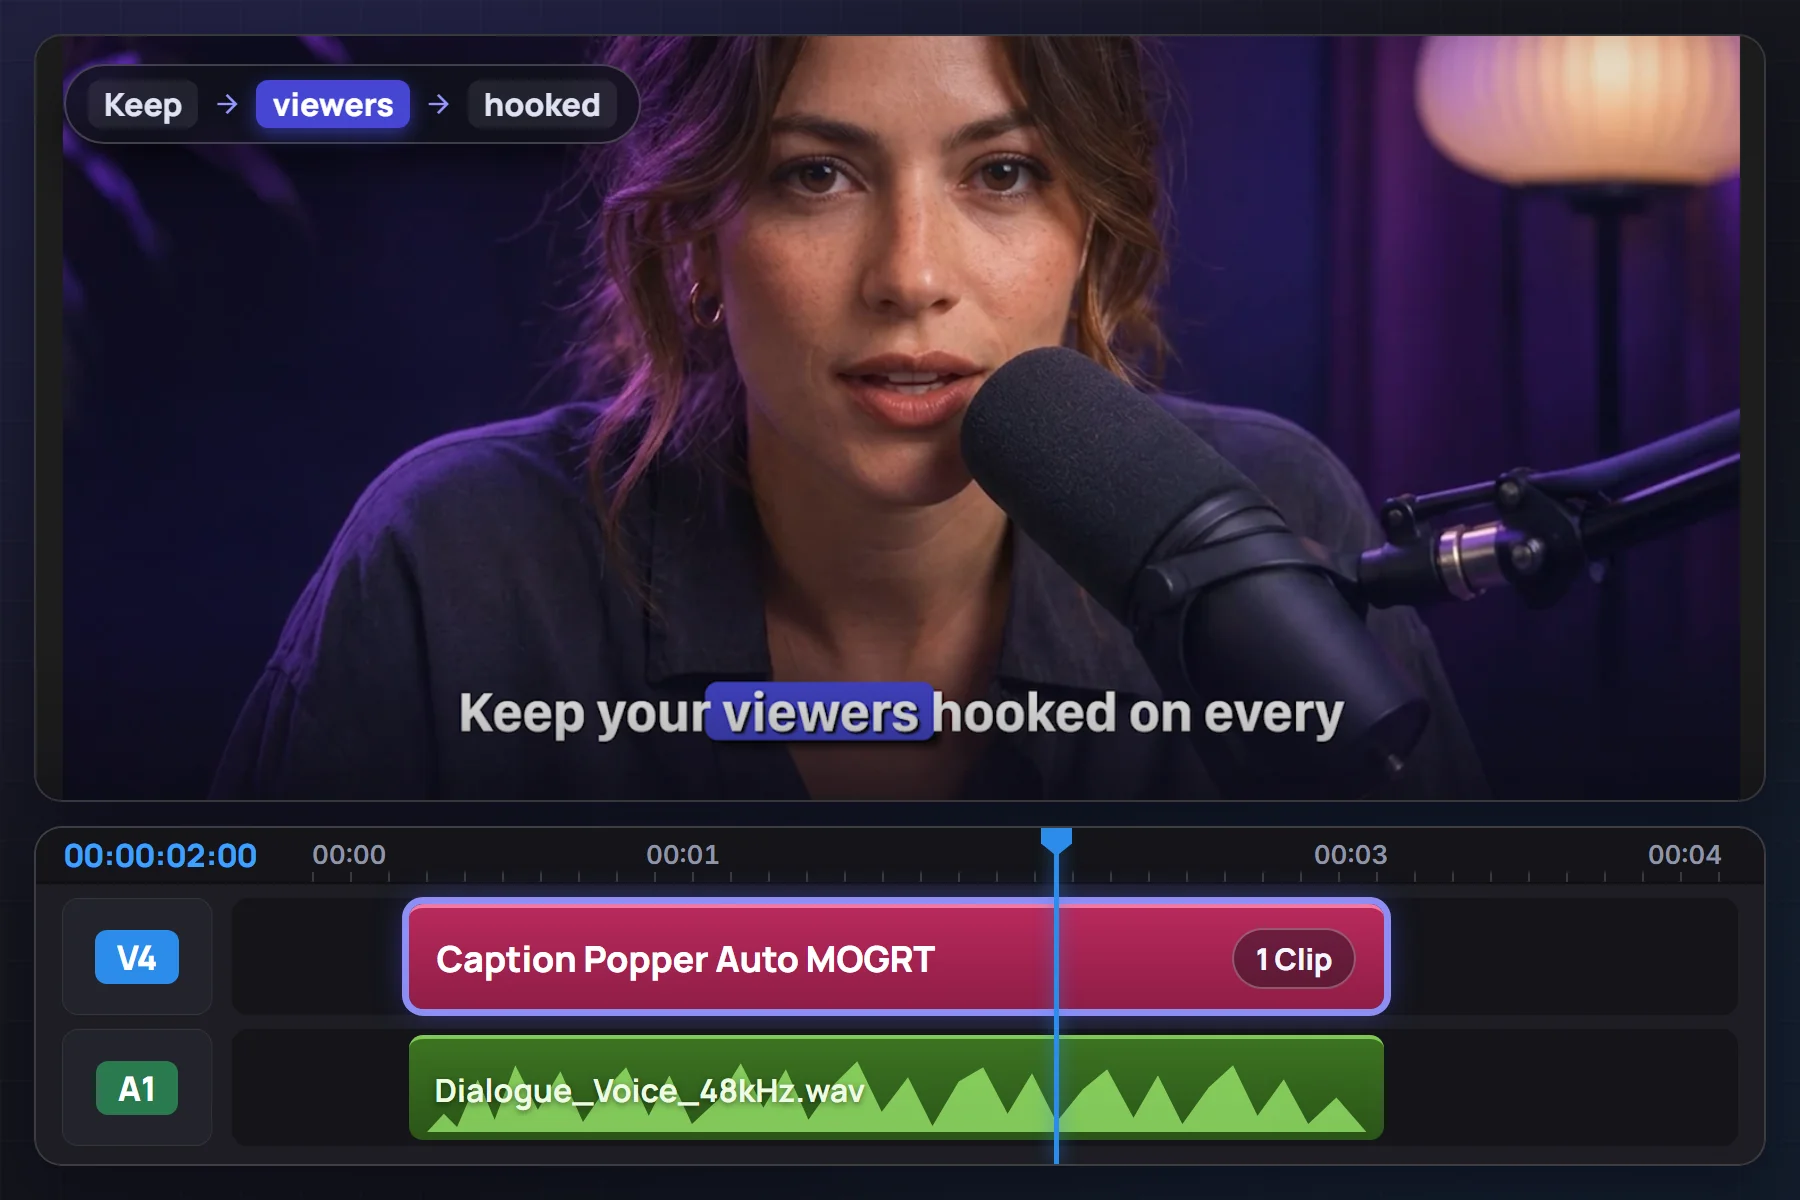 Keep → viewers → hooked
Keep your viewers hooked on every
00:00:02:00 00:00 00:01 00:03 00:04
V4 Caption Popper Auto MOGRT 1 Clip
A1 Dialogue_Voice_48kHz.wav